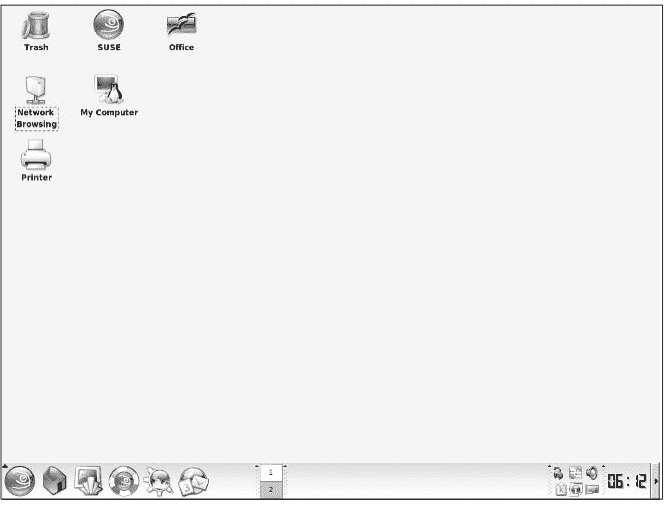 Trash
SUSE
Office
Network
Browsing
My Computer
Printer
1
2
06:12